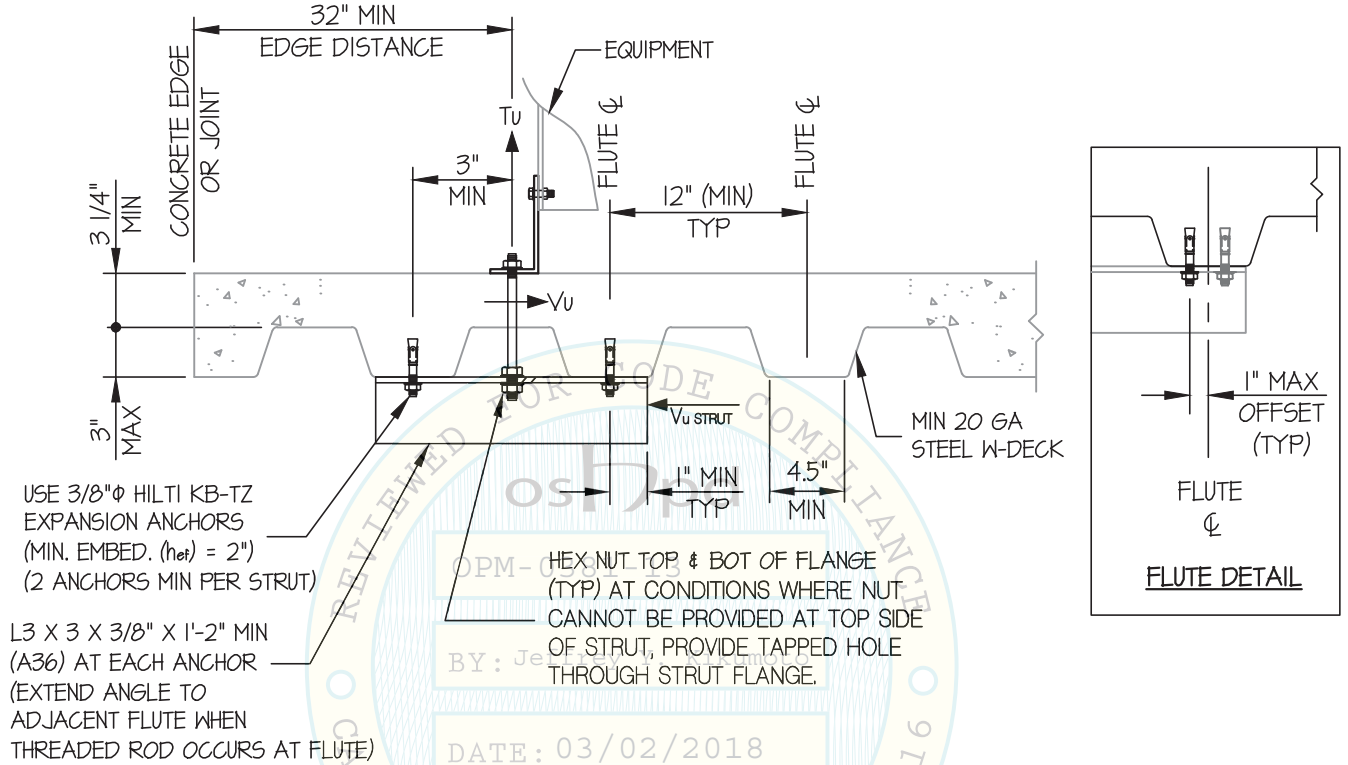 32" MIN
EDGE DISTANCE
CONCRETE EDGE
OR JOINT
EQUIPMENT
Tu
3"
MIN
FLUTE ℄
FLUTE ℄
12" (MIN)
TYP
3 1/4"
MIN
Vu
3"
MAX
Vu STRUT
1" MIN
TYP
4.5"
MIN
MIN 20 GA
STEEL W-DECK
1" MAX
OFFSET
(TYP)
FLUTE
℄
FLUTE DETAIL
USE 3/8"Φ HILTI KB-TZ
EXPANSION ANCHORS
(MIN. EMBED. (hef) = 2")
(2 ANCHORS MIN PER STRUT)
L3 X 3 X 3/8" X 1'-2" MIN
(A36) AT EACH ANCHOR
(EXTEND ANGLE TO
ADJACENT FLUTE WHEN
THREADED ROD OCCURS AT FLUTE)
HEX NUT TOP & BOT OF FLANGE
(TYP) AT CONDITIONS WHERE NUT
CANNOT BE PROVIDED AT TOP SIDE
OF STRUT, PROVIDE TAPPED HOLE
THROUGH STRUT FLANGE.
REVIEWED FOR CODE COMPLIANCE
oshpd
OPM-0381-13
BY: Jeffrey Y. Kikumoto
DATE: 03/02/2018
16